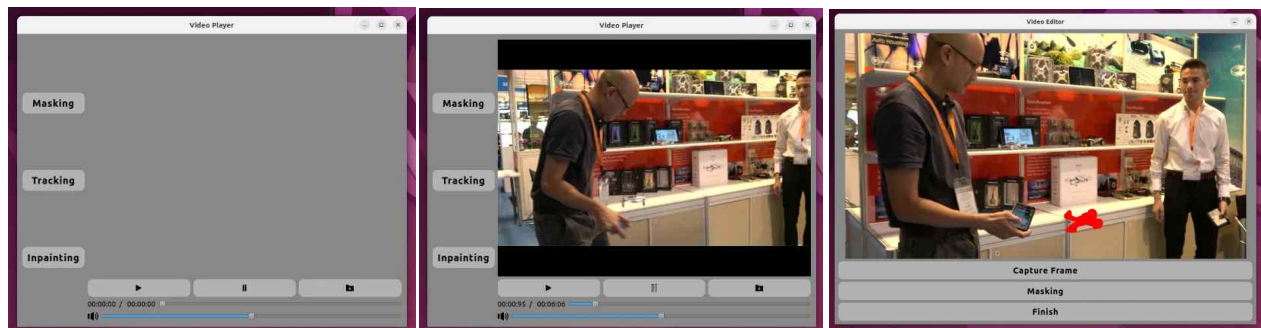 Video Player
Masking
Tracking
Inpainting
00:00:00 / 00:00:00
Video Player
Masking
Tracking
Inpainting
00:00:95 / 00:06:06
Video Editor
Capture Frame
Masking
Finish